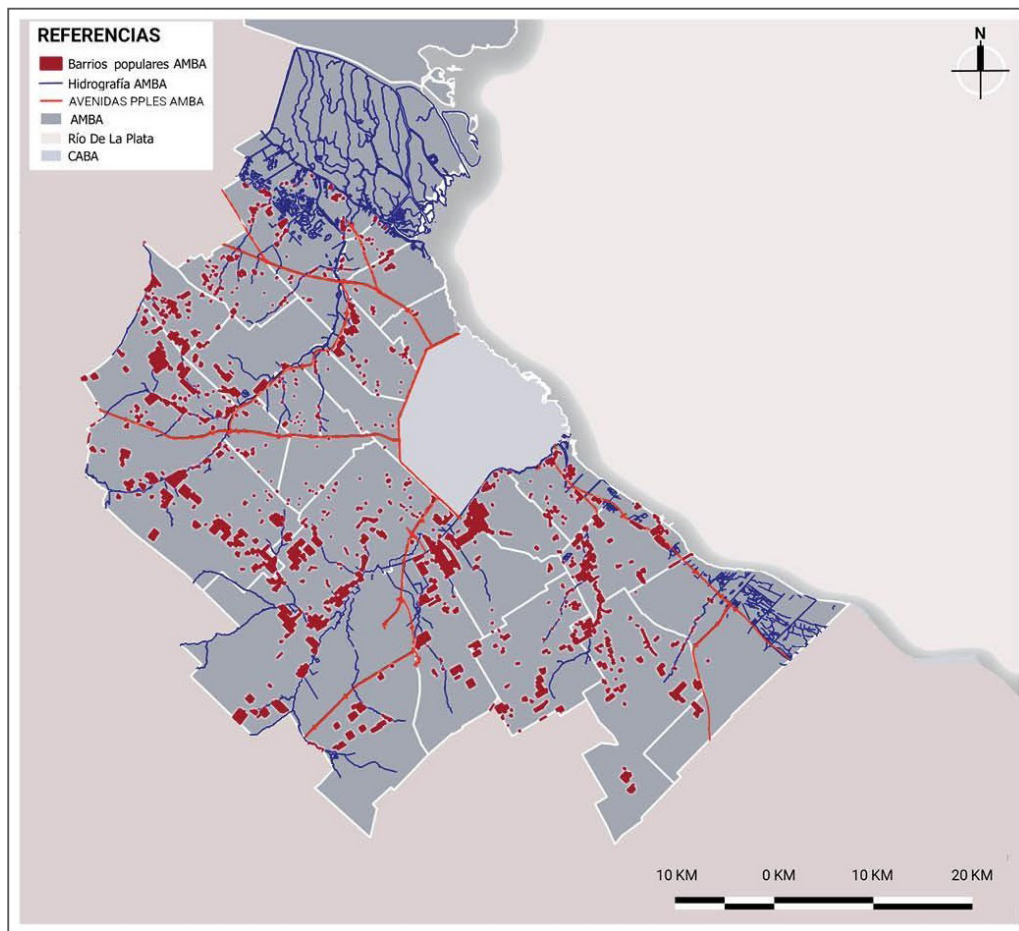 REFERENCIAS
Barrios populares AMBA
Hidrografía AMBA
AVENIDAS PPLES AMBA
AMBA
Río De La Plata
CABA
N
10 KM 0 KM 10 KM 20 KM